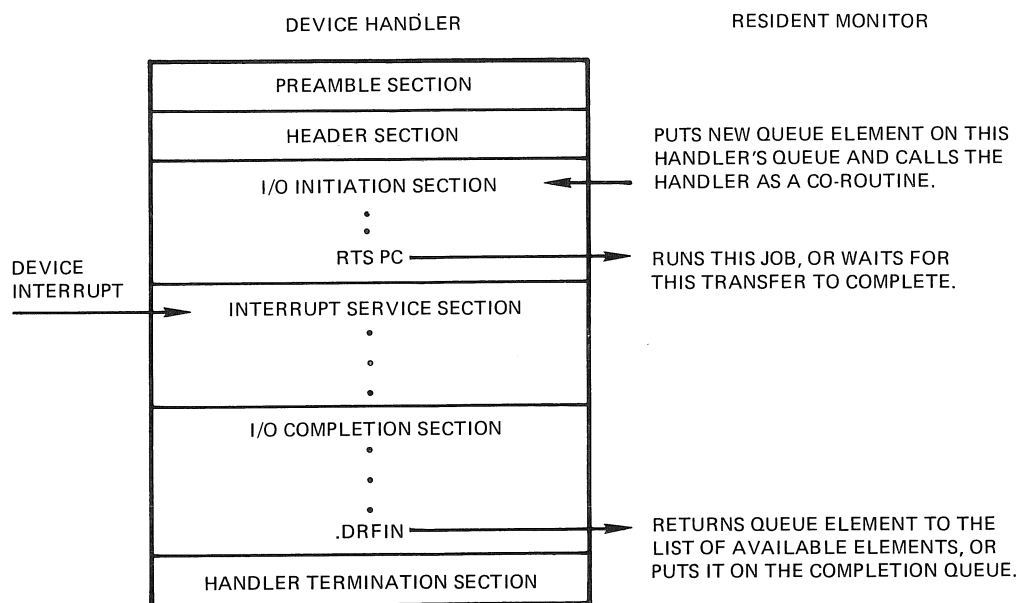 DEVICE HANDLER
RESIDENT MONITOR
PREAMBLE SECTION
HEADER SECTION
PUTS NEW QUEUE ELEMENT ON THIS
HANDLER'S QUEUE AND CALLS THE
HANDLER AS A CO-ROUTINE.
I/O INITIATION SECTION
RTS PC
RUNS THIS JOB, OR WAITS FOR
THIS TRANSFER TO COMPLETE.
DEVICE
INTERRUPT
INTERRUPT SERVICE SECTION
I/O COMPLETION SECTION
.DRFIN
RETURNS QUEUE ELEMENT TO THE
LIST OF AVAILABLE ELEMENTS, OR
PUTS IT ON THE COMPLETION QUEUE.
HANDLER TERMINATION SECTION